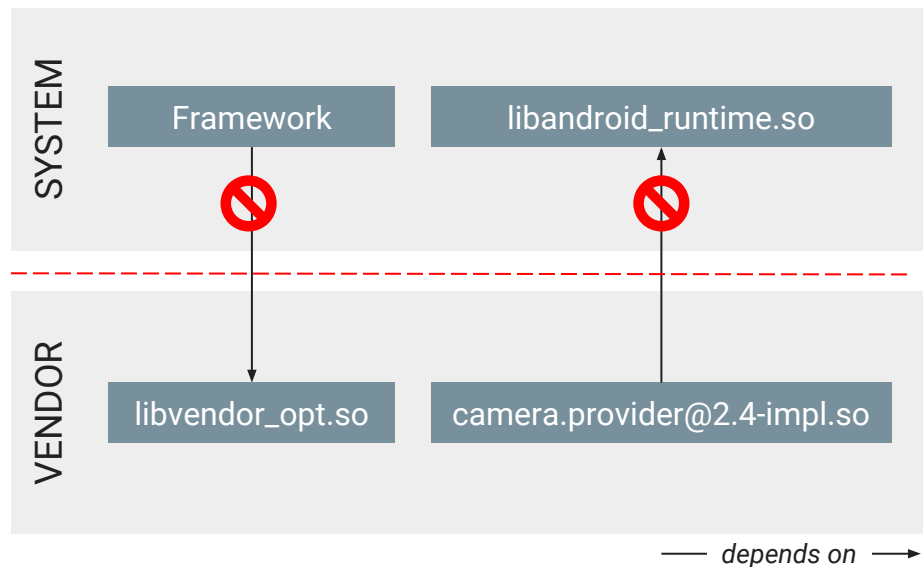 SYSTEM
Framework
libandroid_runtime.so
VENDOR
libvendor_opt.so
camera.provider@2.4-impl.so
depends on